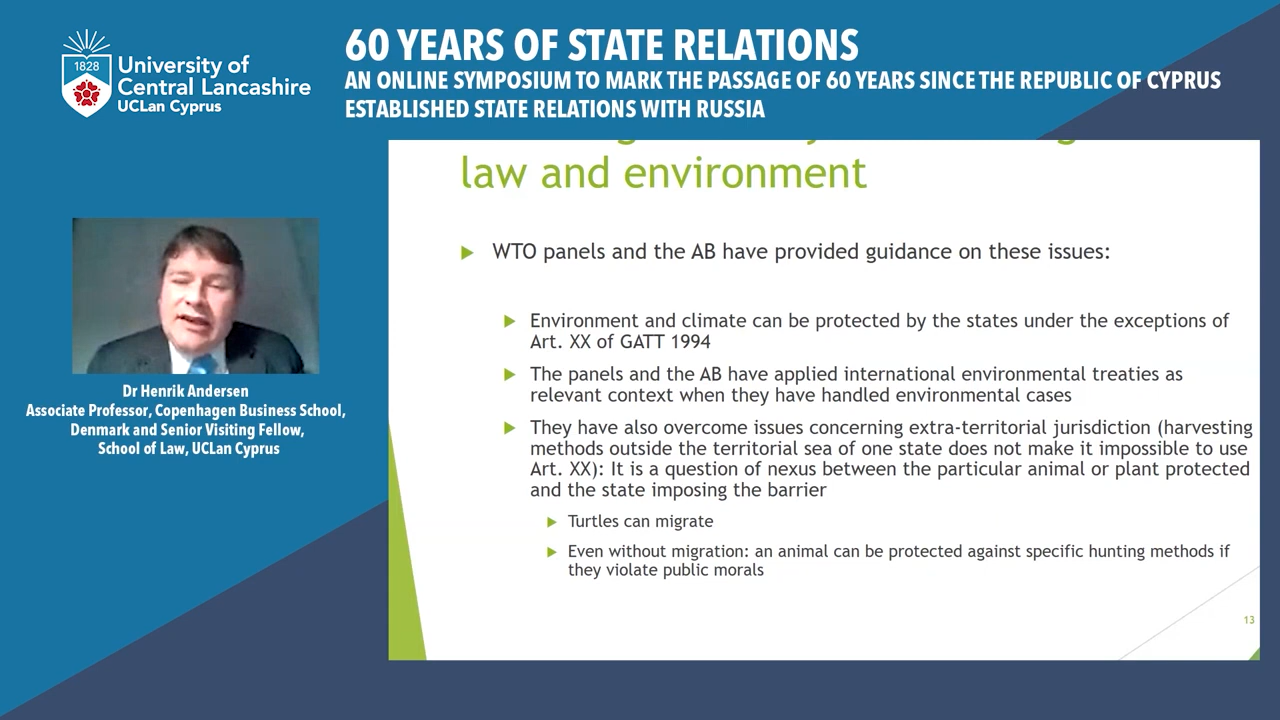 60 YEARS OF STATE RELATIONS
AN ONLINE SYMPOSIUM TO MARK THE PASSAGE OF 60 YEARS SINCE THE REPUBLIC OF CYPRUS
ESTABLISHED STATE RELATIONS WITH RUSSIA
1828
University of
Central Lancashire
UCLan Cyprus
law and environment
WTO panels and the AB have provided guidance on these issues:
Environment and climate can be protected by the states under the exceptions of
Art. XX of GATT 1994
The panels and the AB have applied international environmental treaties as
relevant context when they have handled environmental cases
They have also overcome issues concerning extra-territorial jurisdiction (harvesting
methods outside the territorial sea of one state does not make it impossible to use
Art. XX): It is a question of nexus between the particular animal or plant protected
and the state imposing the barrier
Turtles can migrate
Even without migration: an animal can be protected against specific hunting methods if
they violate public morals
13
Dr Henrik Andersen
Associate Professor, Copenhagen Business School,
Denmark and Senior Visiting Fellow,
School of Law, UCLan Cyprus